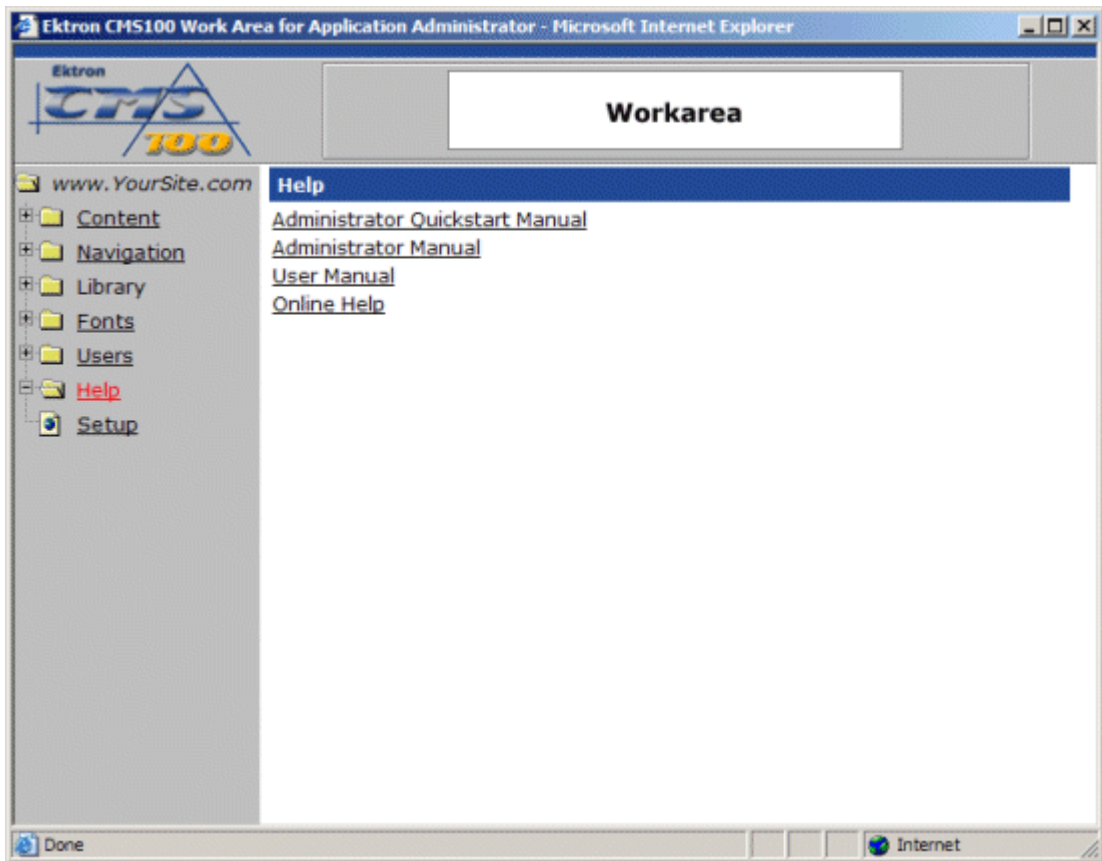 Ektron CMS100 Work Area for Application Administrator - Microsoft Internet Explorer
Ektron
CMS
100
Workarea
www.YourSite.com
Content
Navigation
Library
Fonts
Users
Help
Setup
Help
Administrator Quickstart Manual
Administrator Manual
User Manual
Online Help
Done
Internet